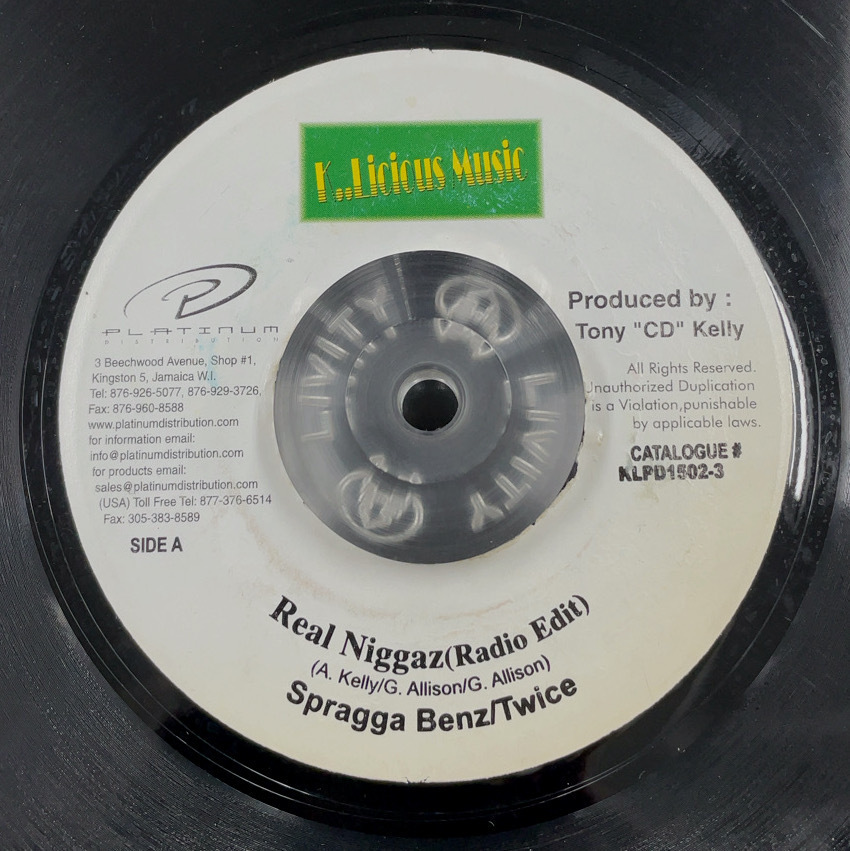 K..Licious Music
PLATINUM
DISTRIBUTION
3 Beechwood Avenue, Shop #1,
Kingston 5, Jamaica W.I.
Tel: 876-926-5077, 876-929-3726,
Fax: 876-960-8588
www.platinumdistribution.com
for information email:
info@platinumdistribution.com
for products email:
sales@platinumdistribution.com
(USA) Toll Free Tel: 877-376-6514
Fax: 305-383-8589
SIDE A
LIVITY
LIVITY
Produced by :
Tony "CD" Kelly
All Rights Reserved.
Unauthorized Duplication
is a Violation,punishable
by applicable laws.
CATALOGUE #
KLPD1502-3
Real Niggaz(Radio Edit)
(A. Kelly/G. Allison/G. Allison)
Spragga Benz/Twice